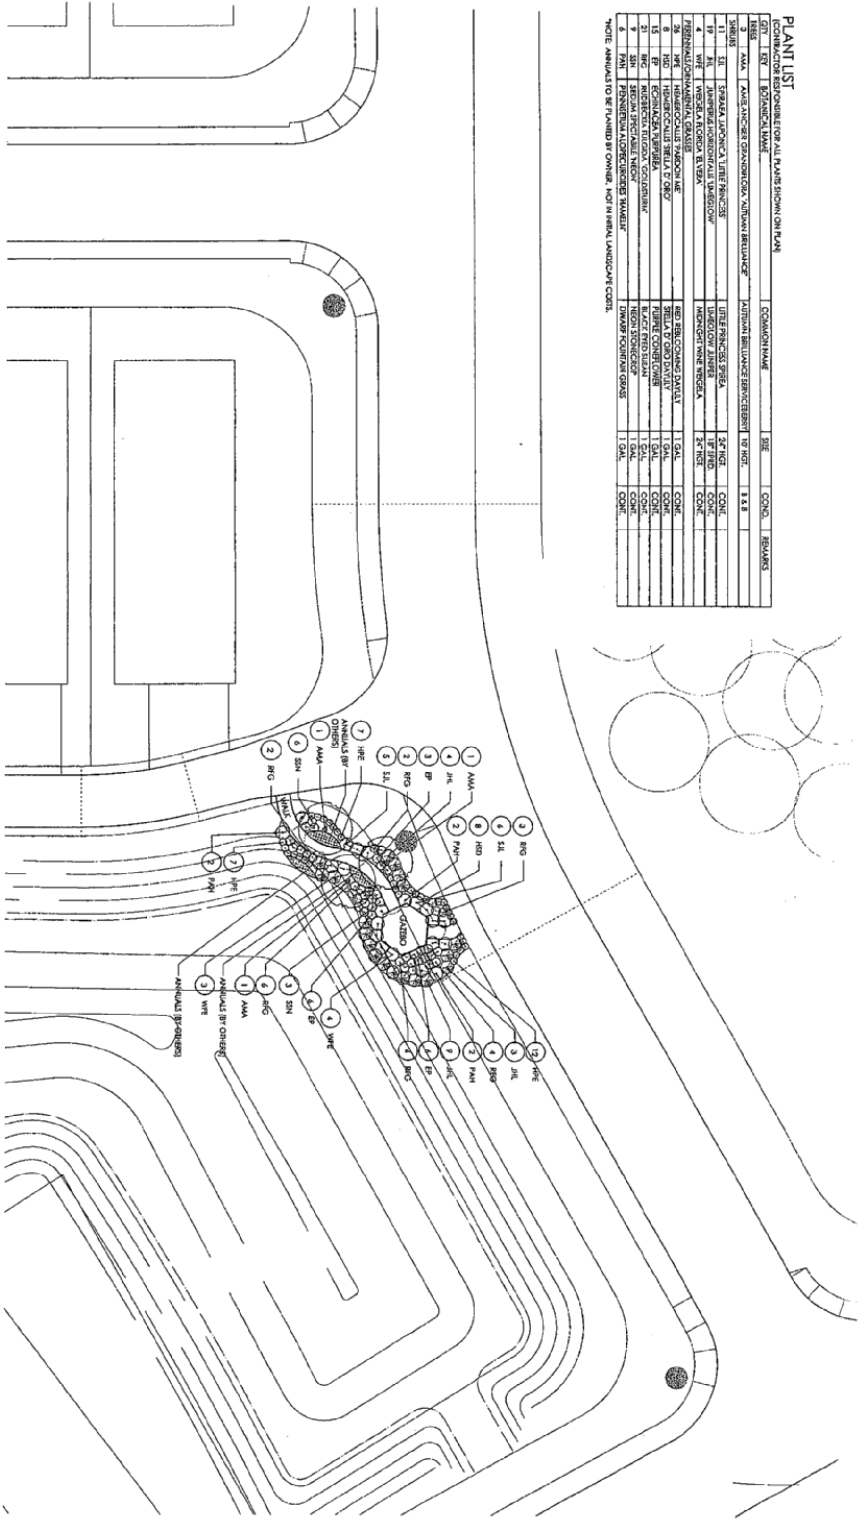 PLANT LIST
(CONTRACTOR RESPONSIBLE FOR ALL PLANTS SHOWN ON PLAN)
QTY KEY BOTANICAL NAME COMMON NAME SIZE COND. REMARKS
TREES
3 AMA AMELANCHIER GRANDIFLORA 'AUTUMN BRILLIANCE' AUTUMN BRILLIANCE SERVICEBERRY 10' HGT. B & B
SHRUBS
11 SJL SPIRAEA JAPONICA 'LITTLE PRINCESS' LITTLE PRINCESS SPIREA 24" HGT. CONT.
19 JHL JUNIPERUS HORIZONTALIS 'LIMEGLOW' LIMEGLOW JUNIPER 18" SPRD. CONT.
4 WFE WEIGELA FLORIDA 'ELVERA' MIDNIGHT WINE WEIGELA 24" HGT. CONT.
PERENNIALS/ORNAMENTAL GRASSES
26 HPE HEMEROCALLIS 'PARDON ME' RED REBLOOMING DAYLILY 1 GAL. CONT.
8 HSD HEMEROCALLIS 'STELLA D' ORO' STELLA D' ORO DAYLILY 1 GAL. CONT.
15 EP ECHINACEA PURPUREA PURPLE CONEFLOWER 1 GAL. CONT.
21 RFG RUDBECKIA FULGIDA 'GOLDSTURM' BLACK EYED SUSAN 1 GAL. CONT.
9 SSN SEDUM SPECTABILE 'NEON' NEON STONECROP 1 GAL. CONT.
6 PAH PENNISETUM ALOPECUROIDES 'HAMELN' DWARF FOUNTAIN GRASS 1 GAL. CONT.
*NOTE: ANNUALS TO BE PLANTED BY OWNER. NOT IN INITIAL LANDSCAPE COSTS.
3 RFG
6 SJL
8 HSD
2 PAH
1 AMA
4 JHL
3 EP
2 RFG
5 SJL
7 HPE
ANNUALS (BY
OTHERS)
1 AMA
6 SSN
2 RFG
WALK
GAZEBO
12 HPE
3 JHL
4 RFG
2 PAH
9 JHL
6 EP
4 RFG
4 WFE
6 EP
3 SSN
6 RFG
1 AMA
ANNUALS (BY OTHERS)
3 WFE
ANNUALS (BY OTHERS)
7 HPE
2 PAH